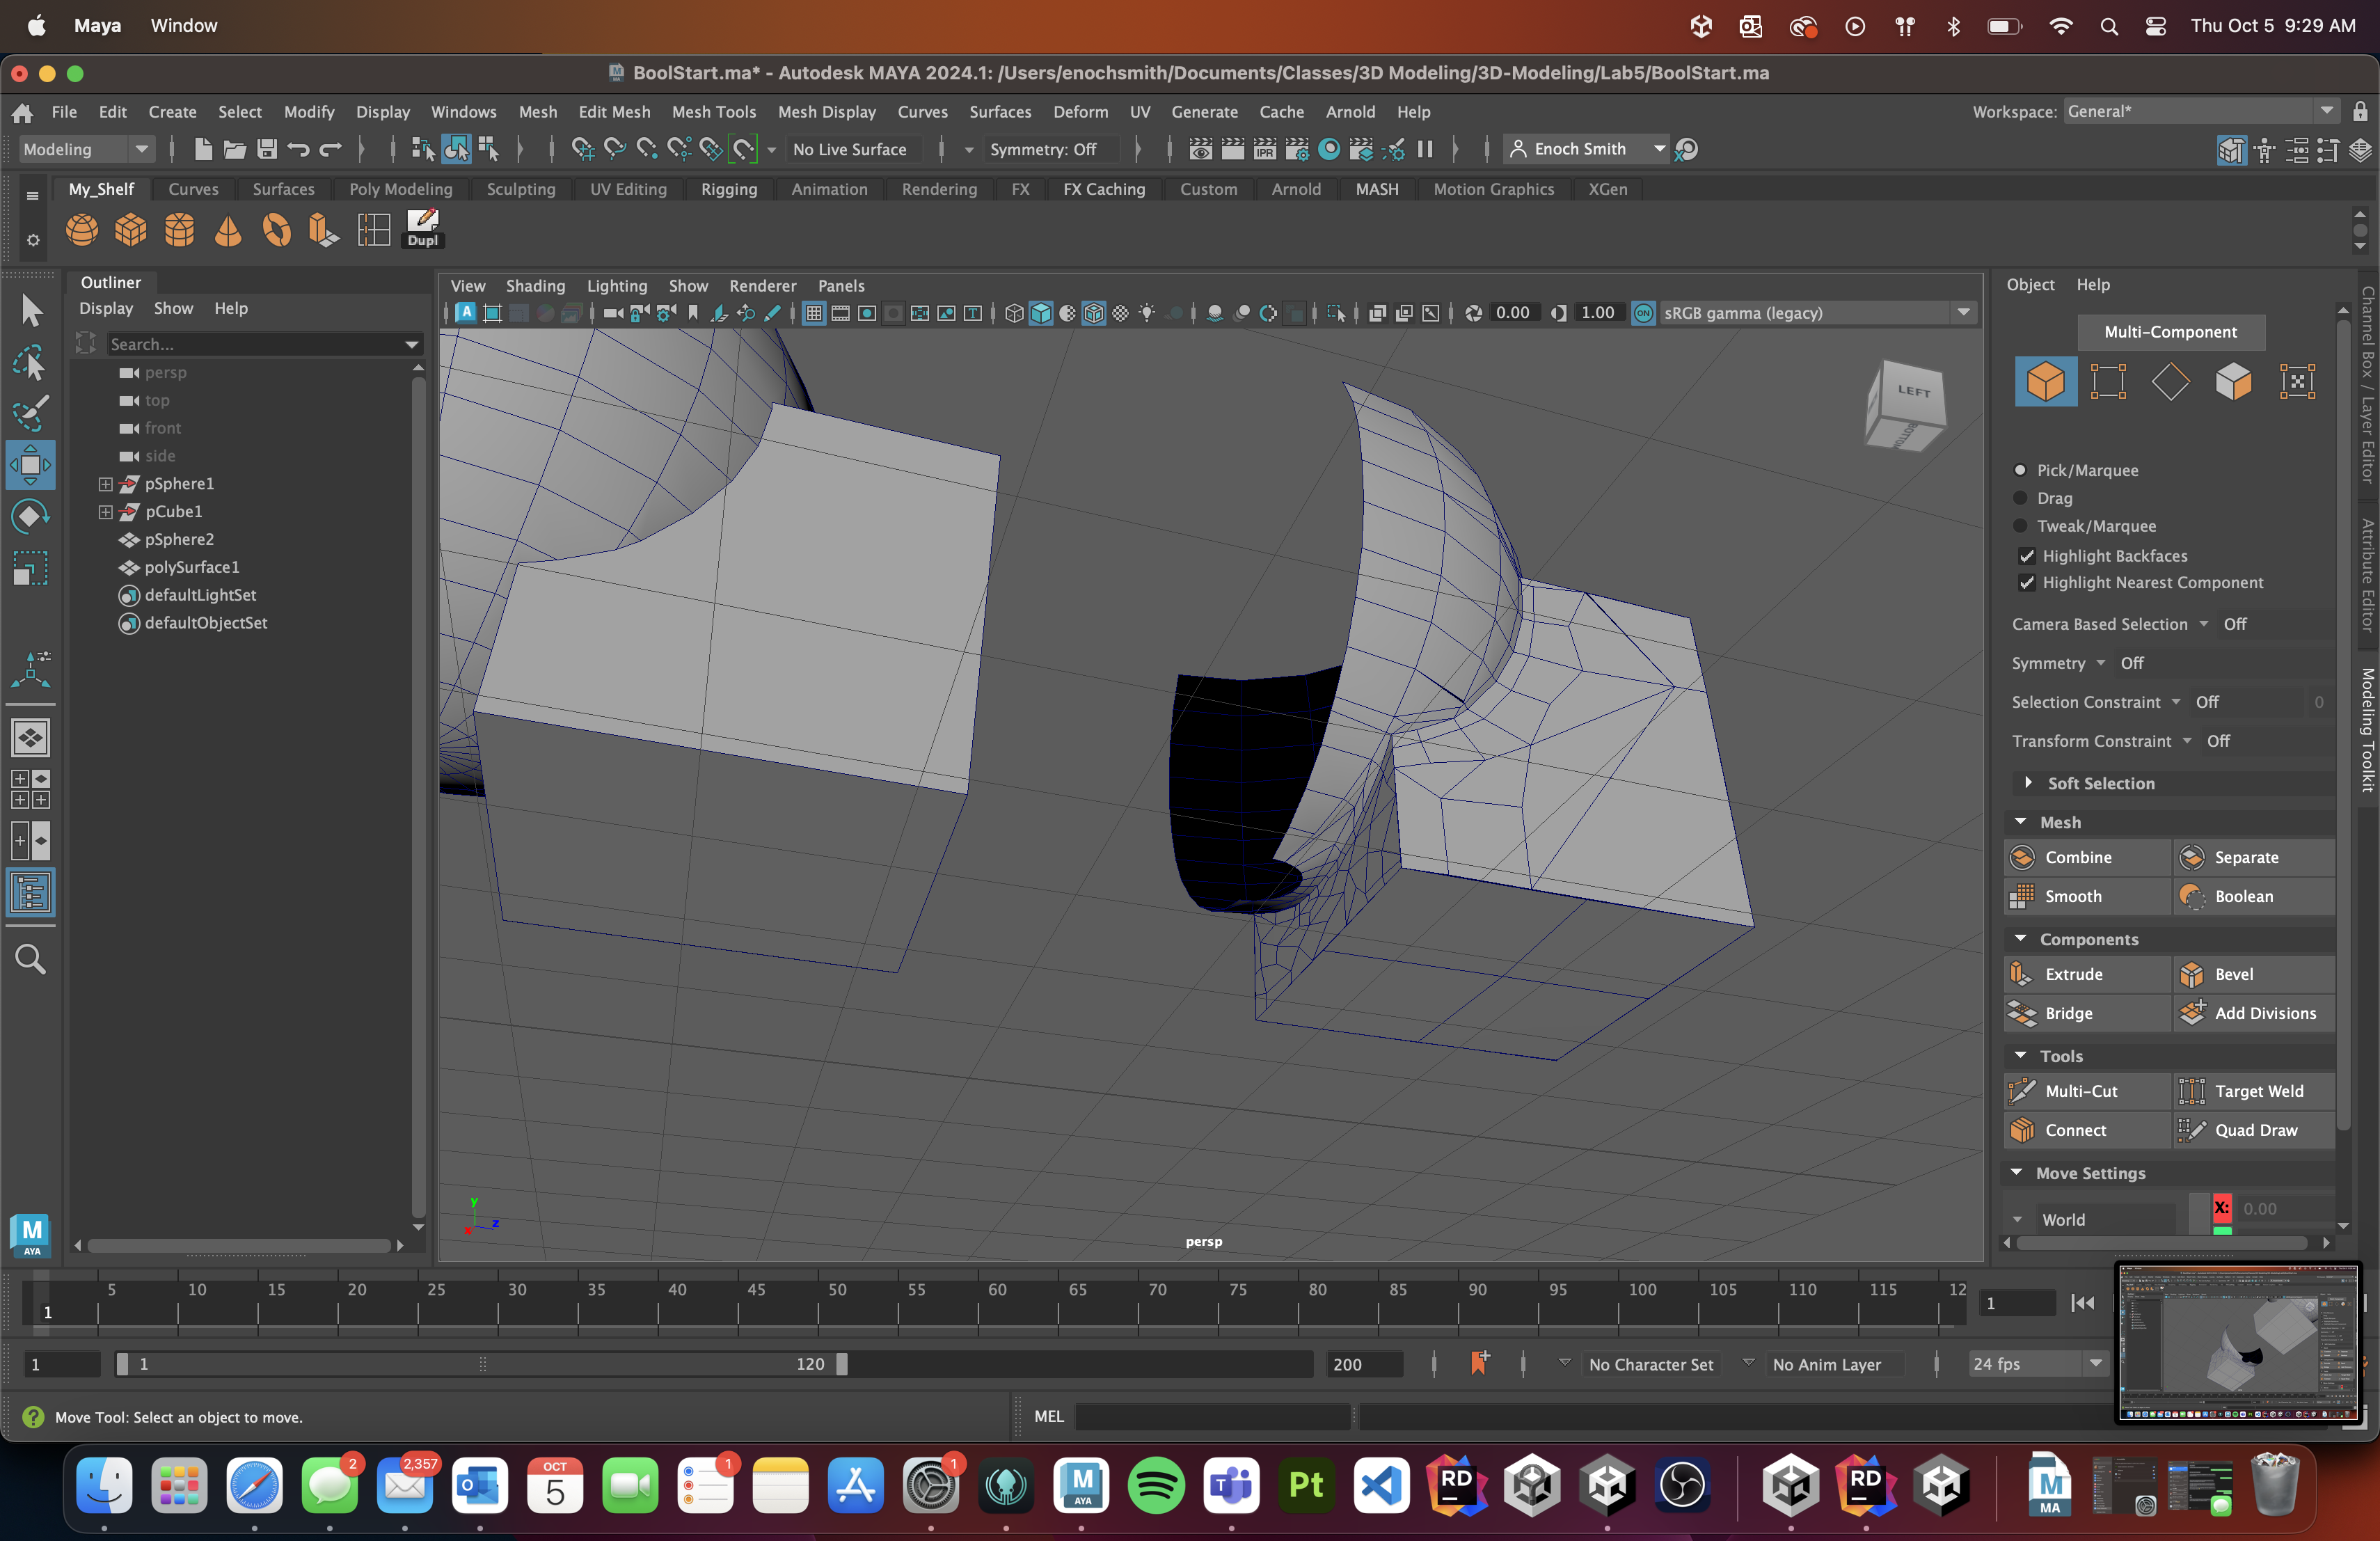 Maya Window Thu Oct 5 9:29 AM
BoolStart.ma* - Autodesk MAYA 2024.1: /Users/enochsmith/Documents/Classes/3D Modeling/3D-Modeling/Lab5/BoolStart.ma
File Edit Create Select Modify Display Windows Mesh Edit Mesh Mesh Tools Mesh Display Curves Surfaces Deform UV Generate Cache Arnold Help Workspace: General*
Modeling No Live Surface Symmetry: Off IPR Enoch Smith
My_Shelf Curves Surfaces Poly Modeling Sculpting UV Editing Rigging Animation Rendering FX FX Caching Custom Arnold MASH Motion Graphics XGen
Dupl
Outliner
Display Show Help
Search...
persp
top
front
side
pSphere1
pCube1
pSphere2
polySurface1
defaultLightSet
defaultObjectSet
View Shading Lighting Show Renderer Panels
A T 0.00 1.00 ON sRGB gamma (legacy)
LEFT
BOTTOM
y
x z
persp
Object Help
Multi-Component
Pick/Marquee
Drag
Tweak/Marquee
Highlight Backfaces
Highlight Nearest Component
Camera Based Selection Off
Symmetry Off
Selection Constraint Off 0
Transform Constraint Off
Soft Selection
Mesh
Combine Separate
Smooth Boolean
Components
Extrude Bevel
Bridge Add Divisions
Tools
Multi-Cut Target Weld
Connect Quad Draw
Move Settings
World X: 0.00
Channel Box / Layer Editor
Attribute Editor
Modeling Toolkit
M
AYA
5 10 15 20 25 30 35 40 45 50 55 60 65 70 75 80 85 90 95 100 105 110 115 12
1 1
1 1 120 200 No Character Set No Anim Layer 24 fps
Move Tool: Select an object to move. MEL
2 2,357 OCT 5 1 1 M AYA Pt RD RD M MA